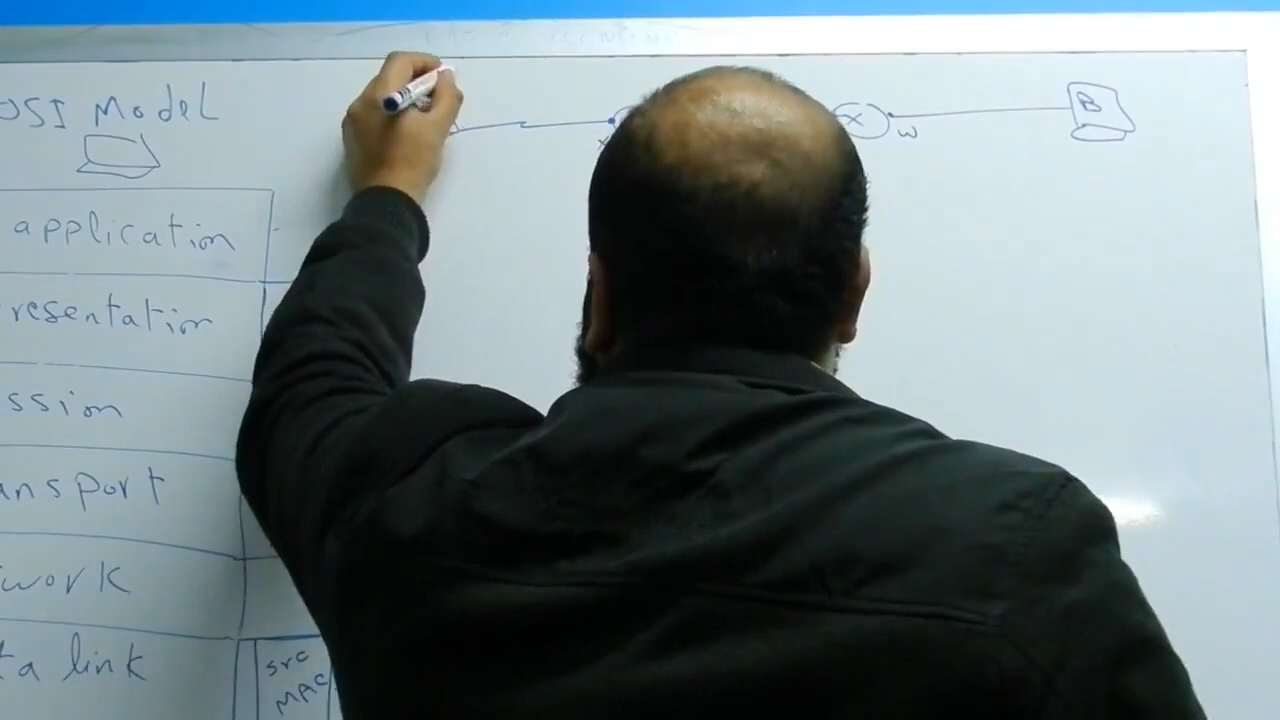 OSI Model
X
W
B
application
resentation
ssion
ansport
work
ta link
src
MAC